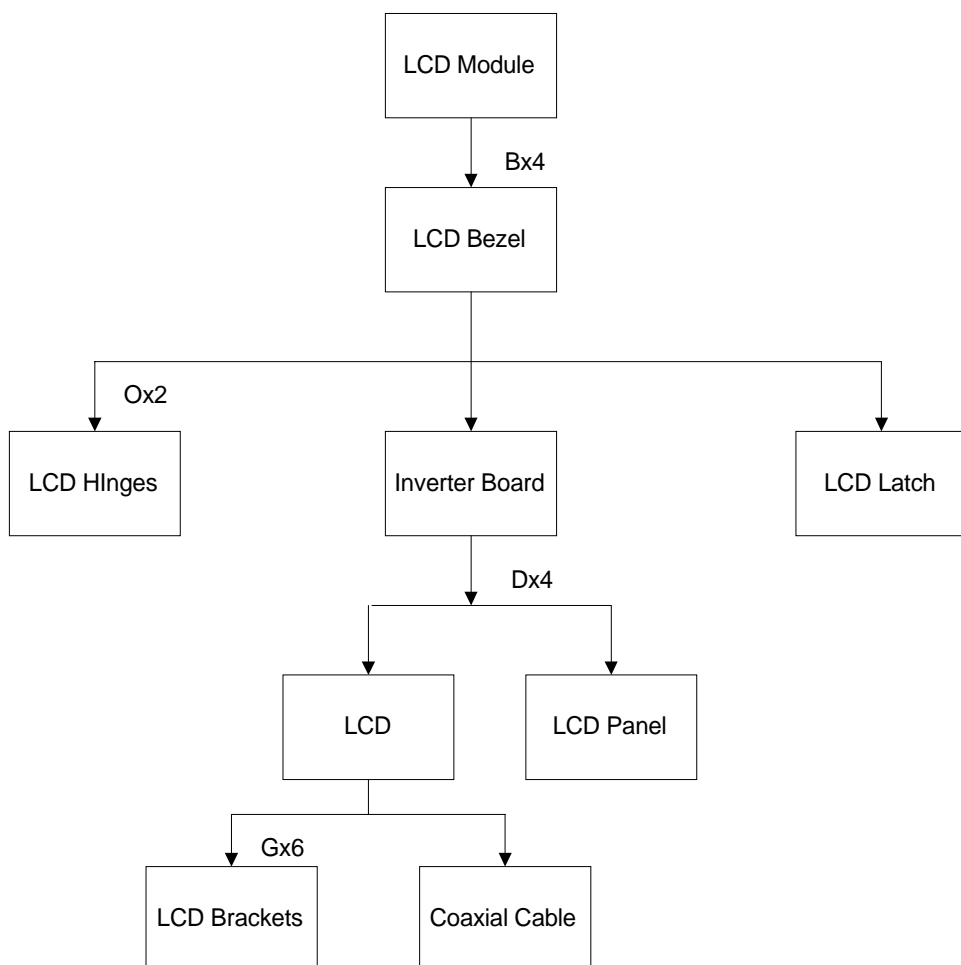 LCD Module
Bx4
LCD Bezel
Ox2
LCD HInges
Inverter Board
LCD Latch
Dx4
LCD
LCD Panel
Gx6
LCD Brackets
Coaxial Cable